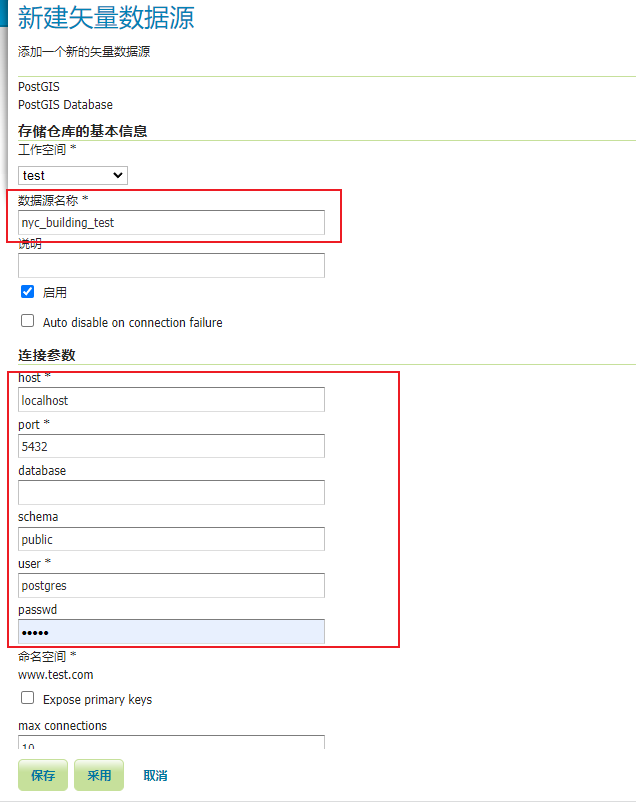 新建矢量数据源
添加一个新的矢量数据源
PostGIS
PostGIS Database
存储仓库的基本信息
工作空间 *
test
数据源名称 *
nyc_building_test
说明
启用
Auto disable on connection failure
连接参数
host *
localhost
port *
5432
database
schema
public
user *
postgres
passwd
•••••
命名空间 *
www.test.com
Expose primary keys
max connections
10
保存 采用 取消